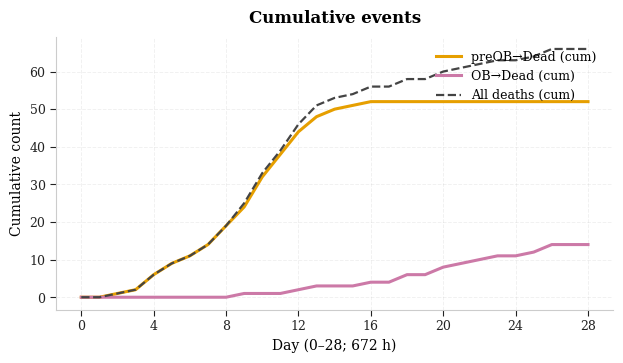 Cumulative events
preOB→Dead (cum)
OB→Dead (cum)
All deaths (cum)
Cumulative count
60
50
40
30
20
10
0
0 4 8 12 16 20 24 28
Day (0–28; 672 h)